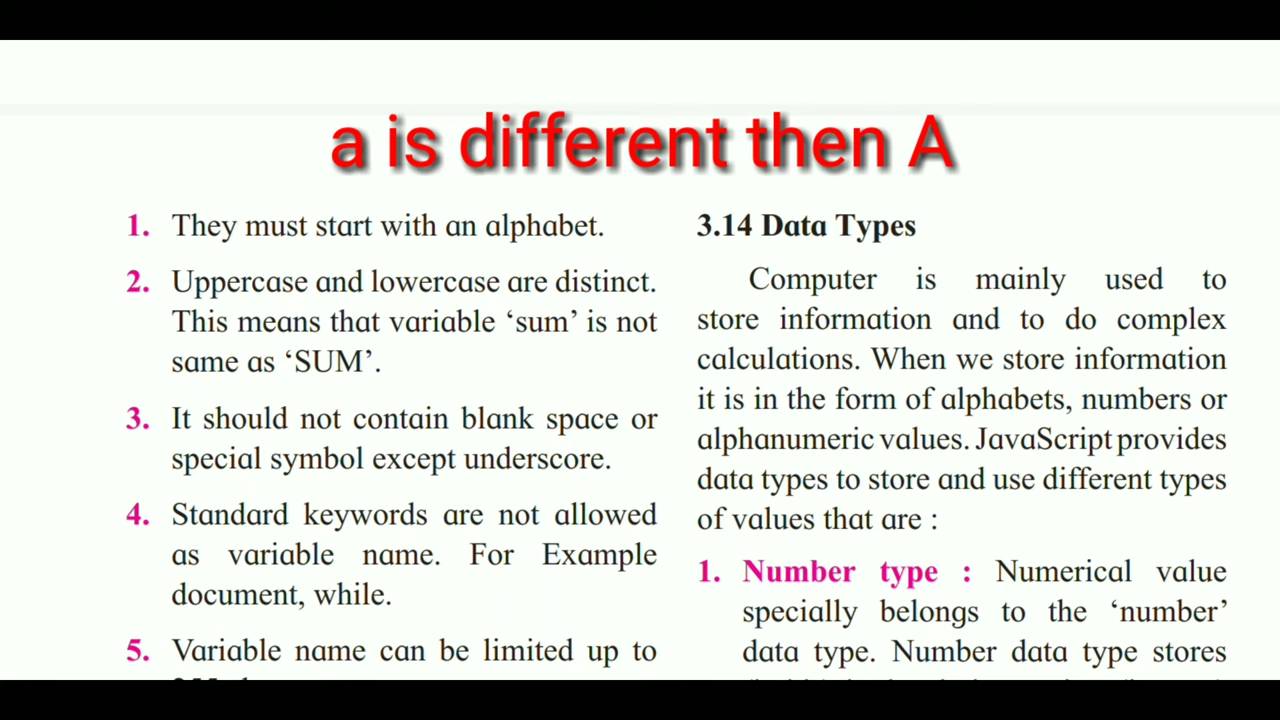 a is different then A
1. They must start with an alphabet.
2. Uppercase and lowercase are distinct.
This means that variable ‘sum’ is not
same as ‘SUM’.
3. It should not contain blank space or
special symbol except underscore.
4. Standard keywords are not allowed
as variable name. For Example
document, while.
5. Variable name can be limited up to
3.14 Data Types
Computer is mainly used to
store information and to do complex
calculations. When we store information
it is in the form of alphabets, numbers or
alphanumeric values. JavaScript provides
data types to store and use different types
of values that are :
1. Number type : Numerical value
specially belongs to the ‘number’
data type. Number data type stores